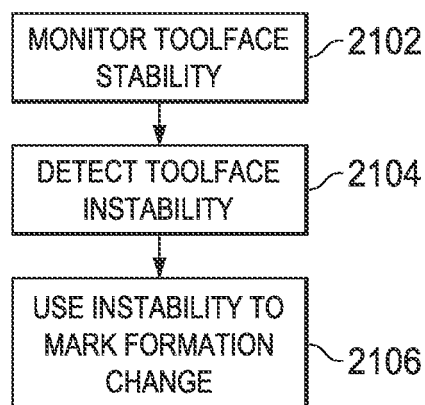 MONITOR TOOLFACE
STABILITY
2102
DETECT TOOLFACE
INSTABILITY
2104
USE INSTABILITY TO
MARK FORMATION
CHANGE
2106